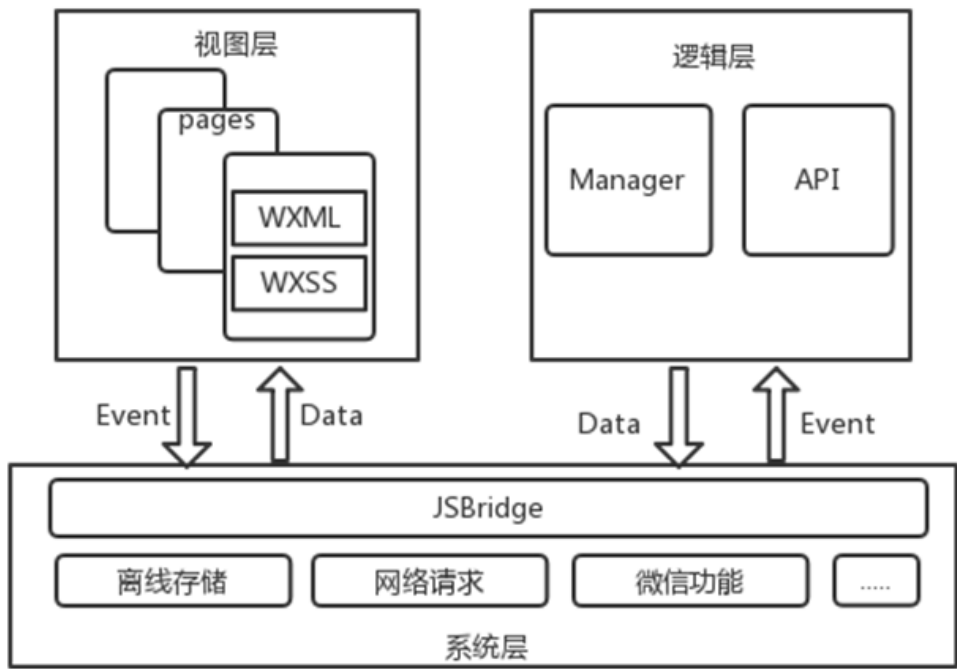 视图层
pages
WXML
WXSS
逻辑层
Manager
API
Event
Data
Data
Event
JSBridge
离线存储
网络请求
微信功能
.....
系统层